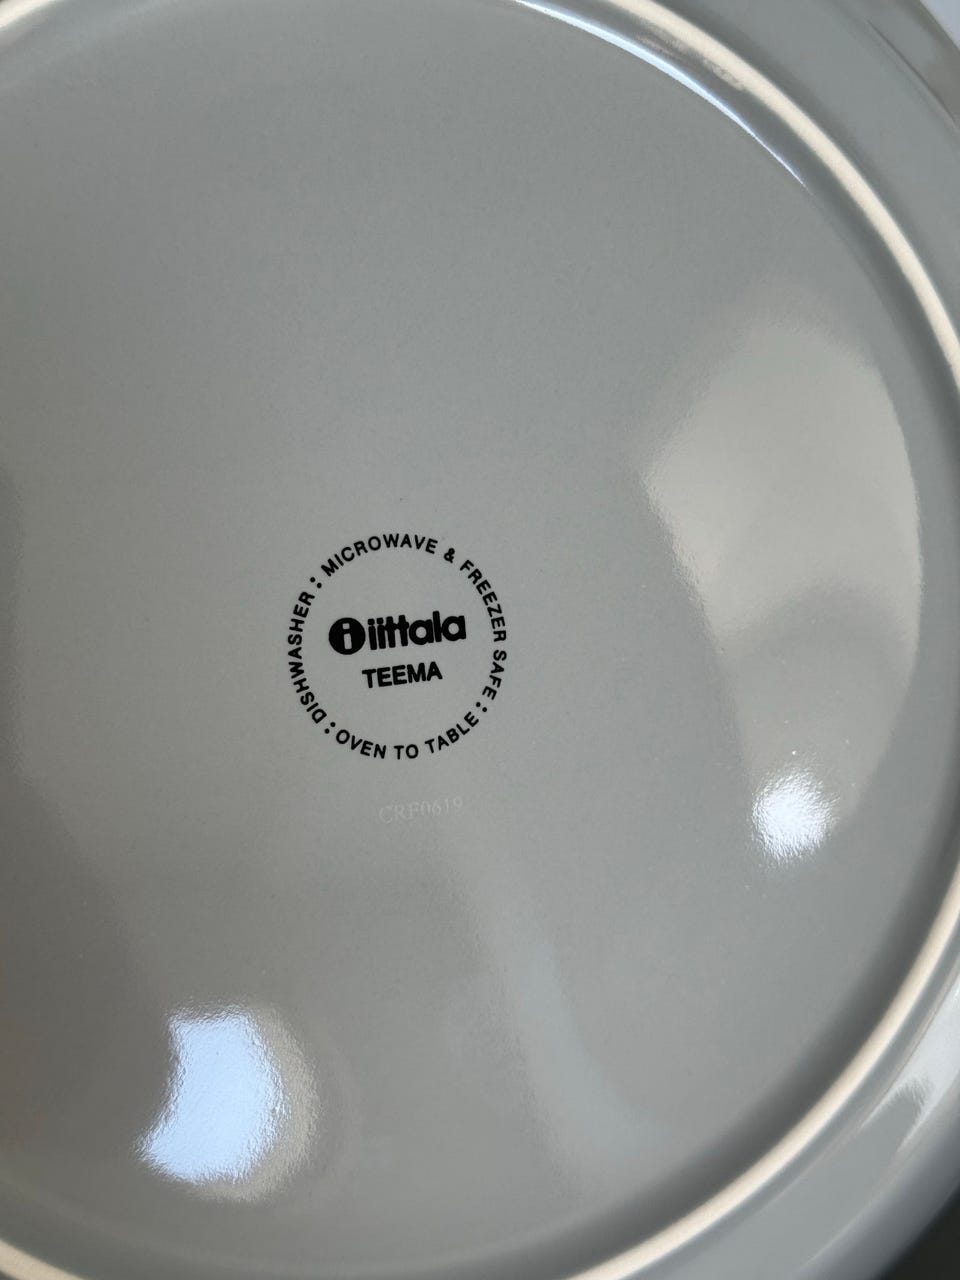 DISHWASHER : MICROWAVE & FREEZER SAFE : OVEN TO TABLE :
iittala
TEEMA
CRF0619